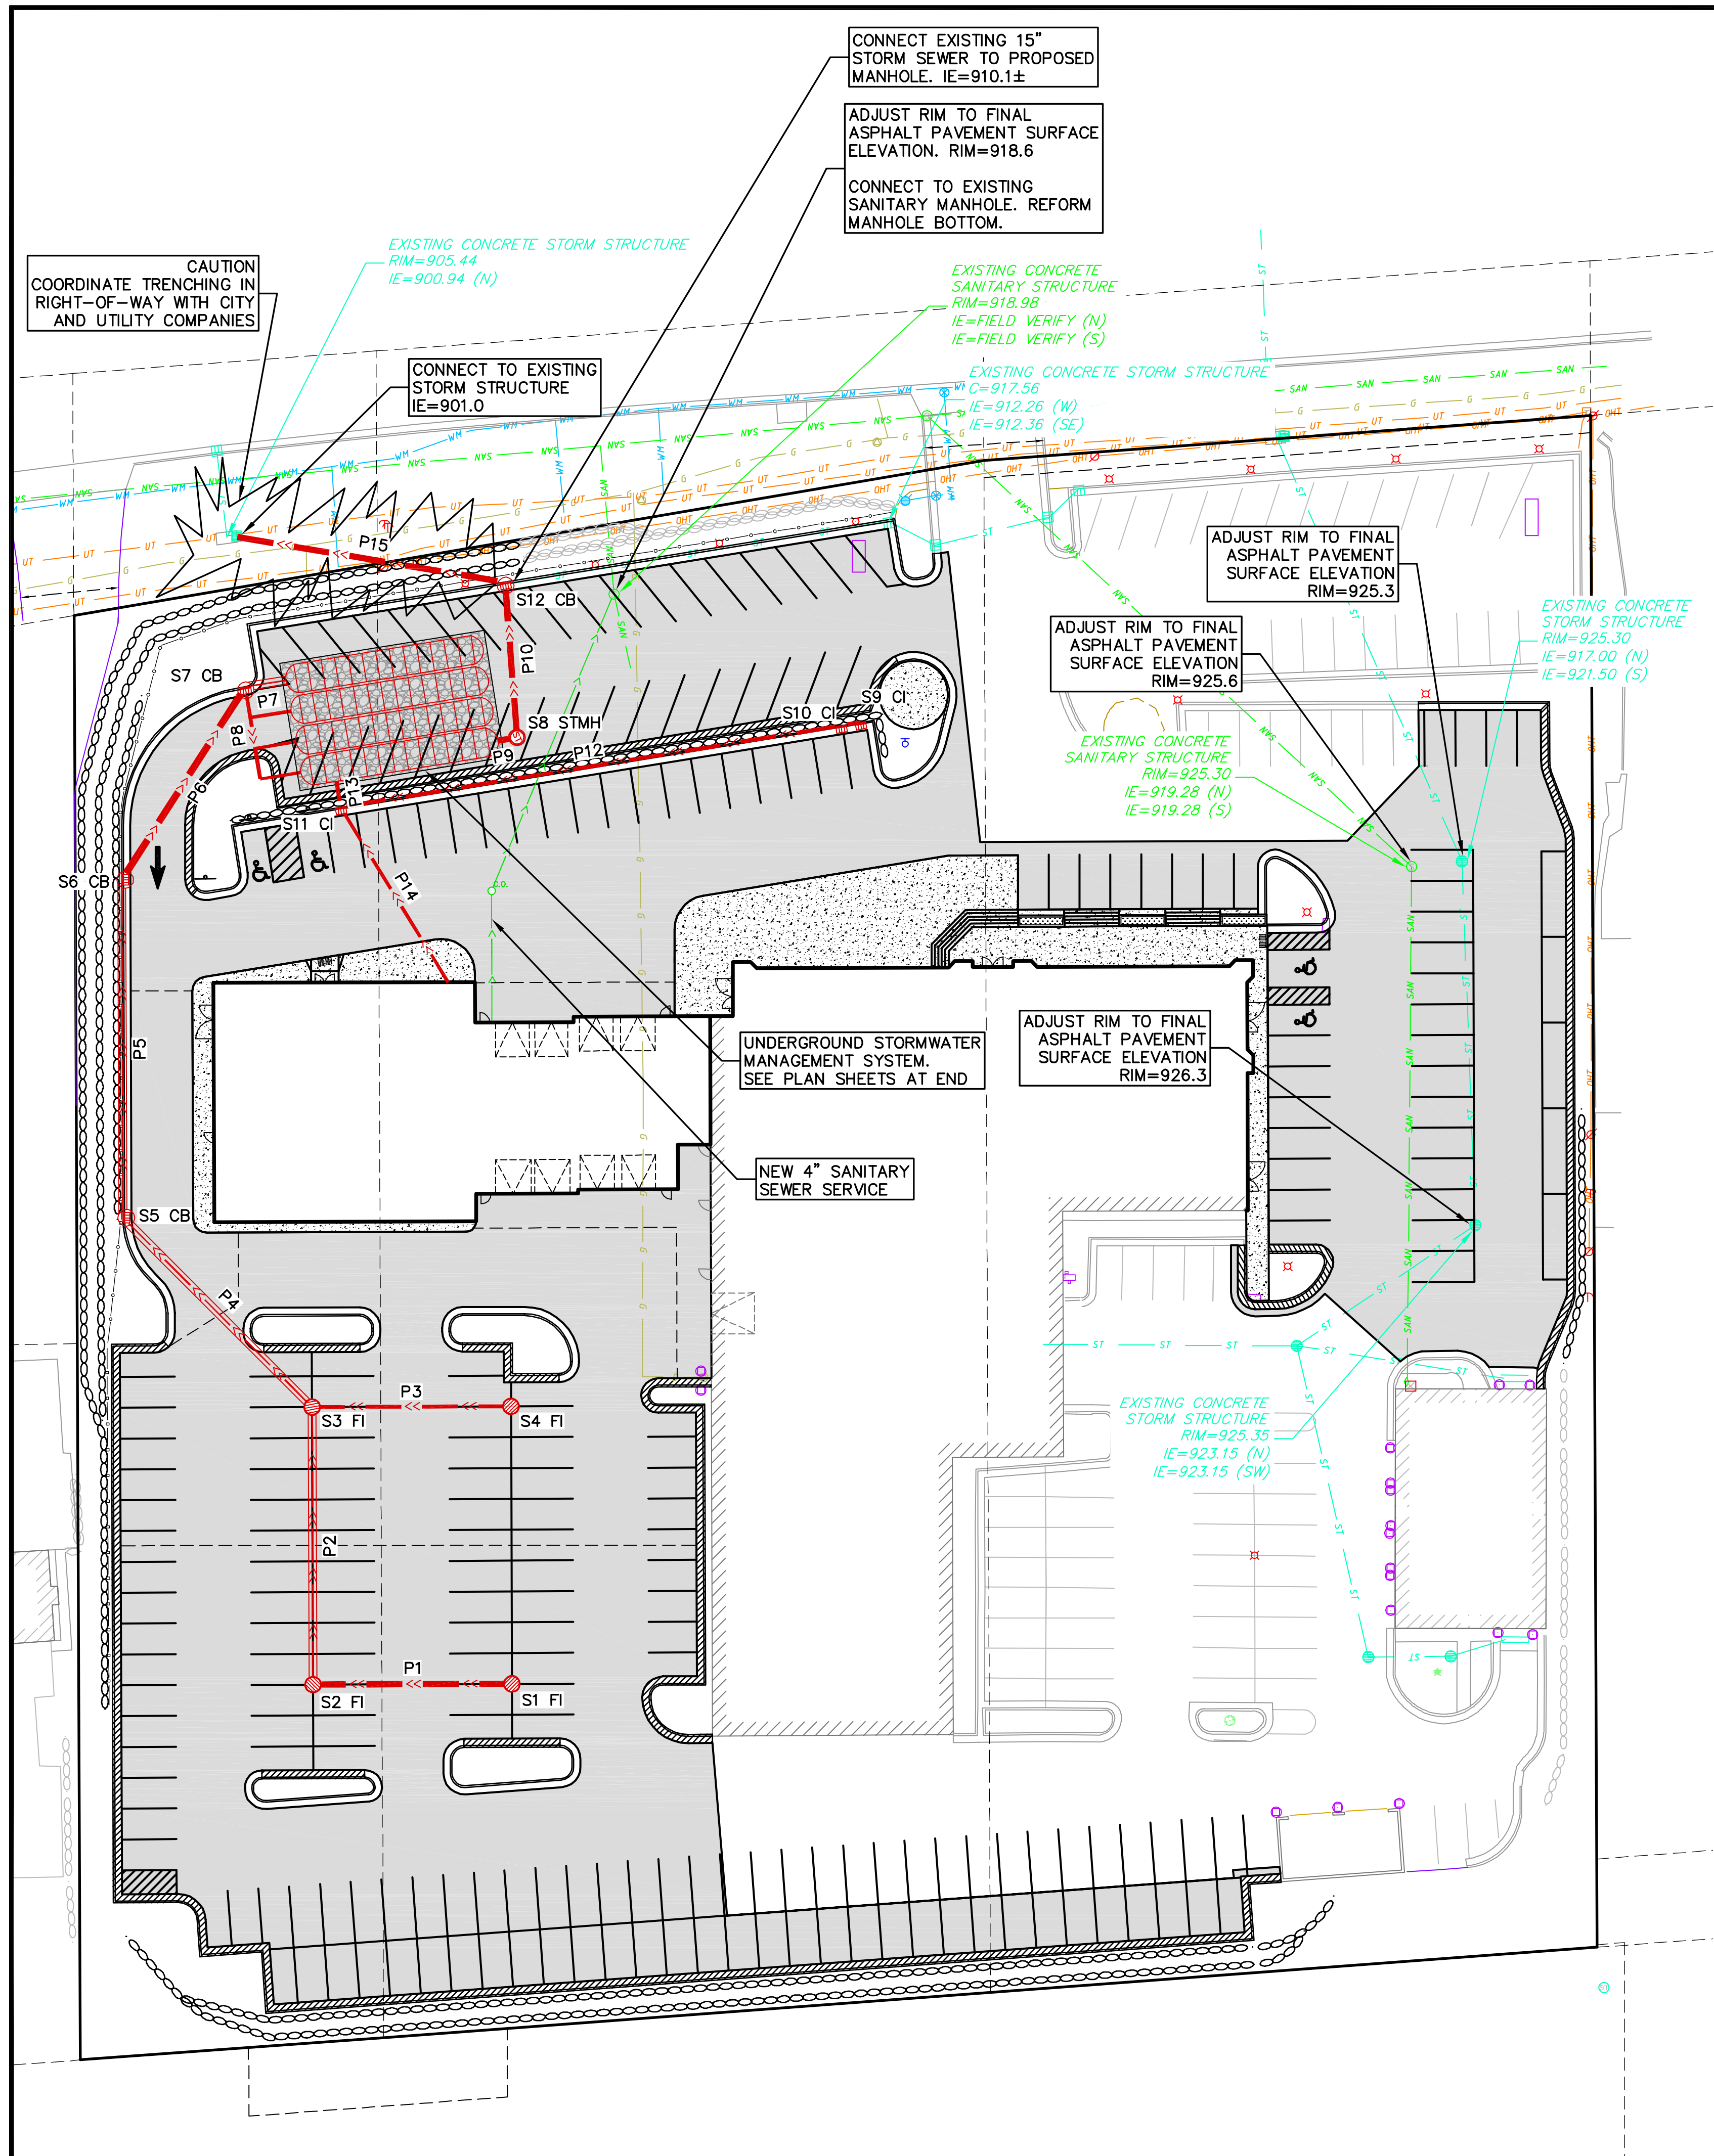 CONNECT EXISTING 15"
STORM SEWER TO PROPOSED
MANHOLE. IE=910.1±
ADJUST RIM TO FINAL
ASPHALT PAVEMENT SURFACE
ELEVATION. RIM=918.6
CONNECT TO EXISTING
SANITARY MANHOLE. REFORM
MANHOLE BOTTOM.
EXISTING CONCRETE STORM STRUCTURE
RIM=905.44
IE=900.94 (N)
CAUTION
COORDINATE TRENCHING IN
RIGHT-OF-WAY WITH CITY
AND UTILITY COMPANIES
EXISTING CONCRETE
SANITARY STRUCTURE
RIM=918.98
IE=FIELD VERIFY (N)
IE=FIELD VERIFY (S)
CONNECT TO EXISTING
STORM STRUCTURE
IE=901.0
EXISTING CONCRETE STORM STRUCTURE
C=917.56
IE=912.26 (W)
IE=912.36 (SE)
ADJUST RIM TO FINAL
ASPHALT PAVEMENT
SURFACE ELEVATION
RIM=925.3
EXISTING CONCRETE
STORM STRUCTURE
RIM=925.30
IE=917.00 (N)
IE=921.50 (S)
ADJUST RIM TO FINAL
ASPHALT PAVEMENT
SURFACE ELEVATION
RIM=925.6
EXISTING CONCRETE
SANITARY STRUCTURE
RIM=925.30
IE=919.28 (N)
IE=919.28 (S)
P15
S12 CB
P10
S7 CB
P7
P8
S9 CI
S10 CI
S8 STMH
P9
P12
P6
P13
S11 CI
P14
S6 CB
C.O.
P5
UNDERGROUND STORMWATER
MANAGEMENT SYSTEM.
SEE PLAN SHEETS AT END
ADJUST RIM TO FINAL
ASPHALT PAVEMENT
SURFACE ELEVATION
RIM=926.3
NEW 4" SANITARY
SEWER SERVICE
S5 CB
P4
P3
S3 FI
S4 FI
EXISTING CONCRETE
STORM STRUCTURE
RIM=925.35
IE=923.15 (N)
IE=923.15 (SW)
P2
P1
S2 FI
S1 FI
SAN
WM
UT
G
OHT
ST